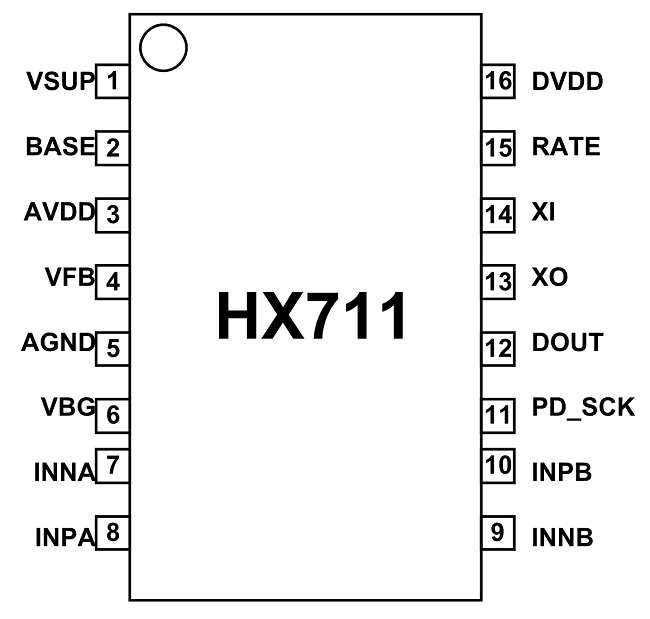 VSUP 1 16 DVDD
BASE 2 15 RATE
AVDD 3 14 XI
VFB 4 13 XO
HX711
AGND 5 12 DOUT
VBG 6 11 PD_SCK
INNA 7 10 INPB
INPA 8 9 INNB